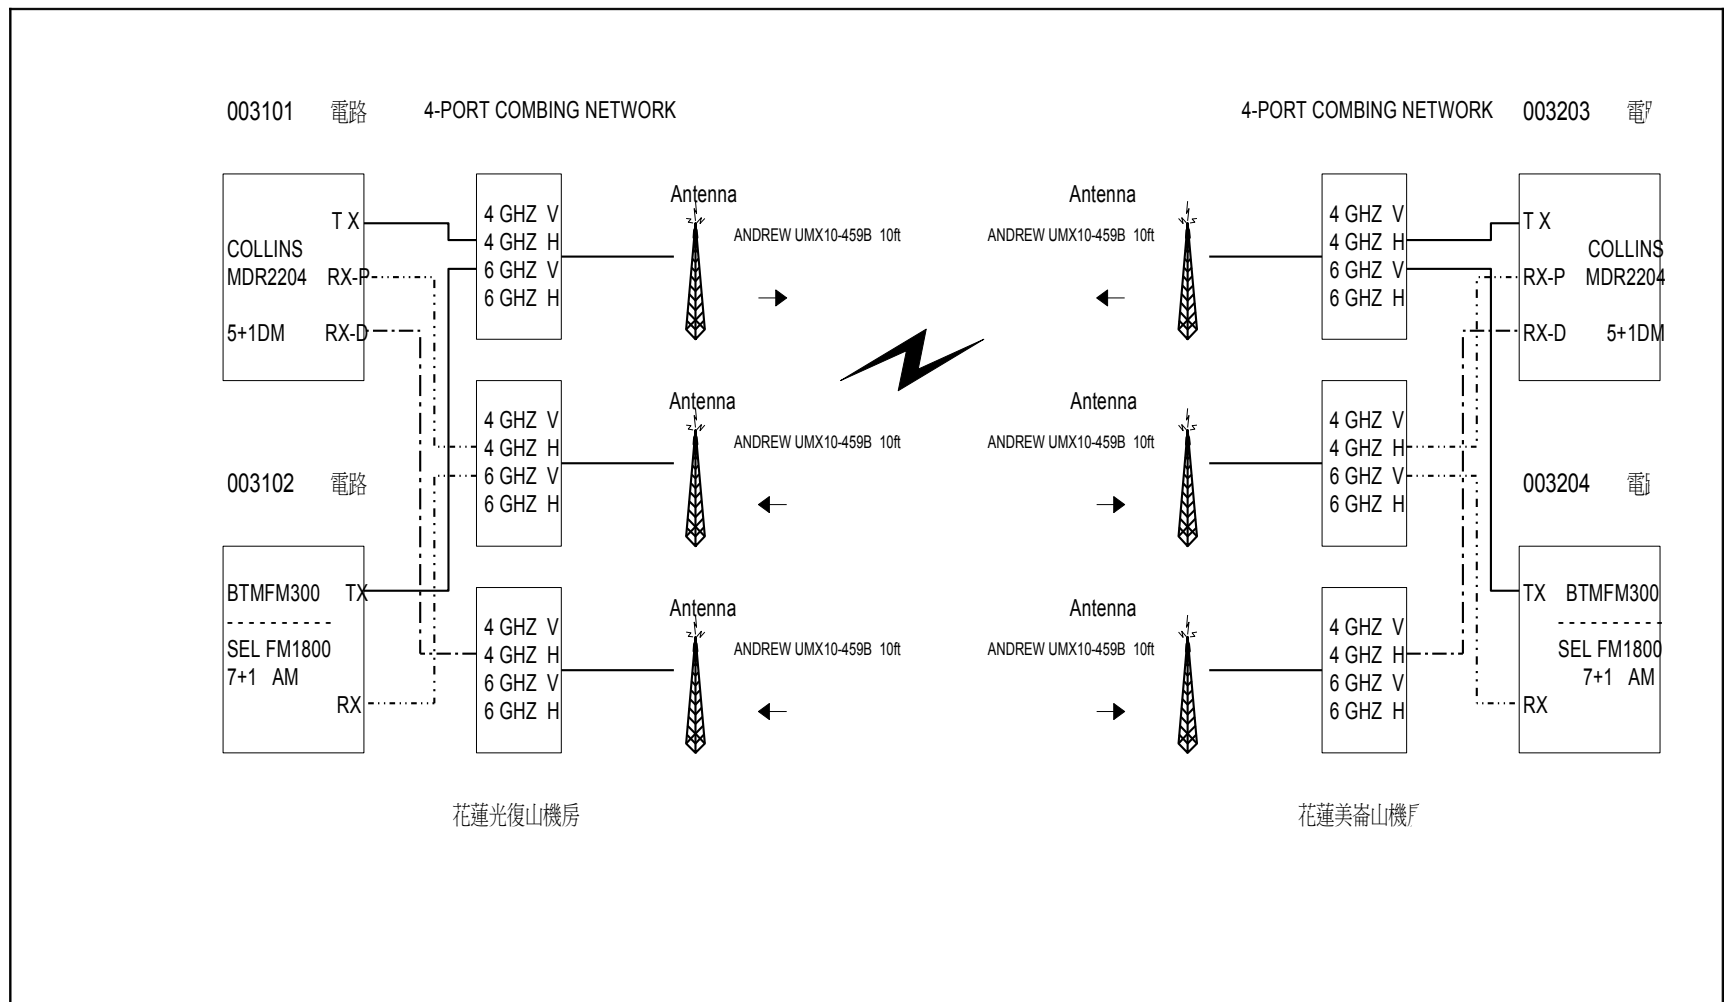 003101 電路 4-PORT COMBING NETWORK
4-PORT COMBING NETWORK 003203
T X
COLLINS
MDR2204 RX-P
5+1DM RX-D
4 GHZ V
4 GHZ H
6 GHZ V
6 GHZ H
Antenna
ANDREW UMX10-459B 10ft
Antenna
ANDREW UMX10-459B 10ft
4 GHZ V
4 GHZ H
6 GHZ V
6 GHZ H
T X
COLLINS
RX-P MDR2204
RX-D 5+1DM
4 GHZ V
4 GHZ H
6 GHZ V
6 GHZ H
Antenna
ANDREW UMX10-459B 10ft
Antenna
ANDREW UMX10-459B 10ft
4 GHZ V
4 GHZ H
6 GHZ V
6 GHZ H
003102 電路
003204
BTMFM300 TX
SEL FM1800
7+1 AM
RX
4 GHZ V
4 GHZ H
6 GHZ V
6 GHZ H
Antenna
ANDREW UMX10-459B 10ft
Antenna
ANDREW UMX10-459B 10ft
4 GHZ V
4 GHZ H
6 GHZ V
6 GHZ H
TX BTMFM300
SEL FM1800
7+1 AM
RX
花蓮光復山機房
花蓮美崙山機